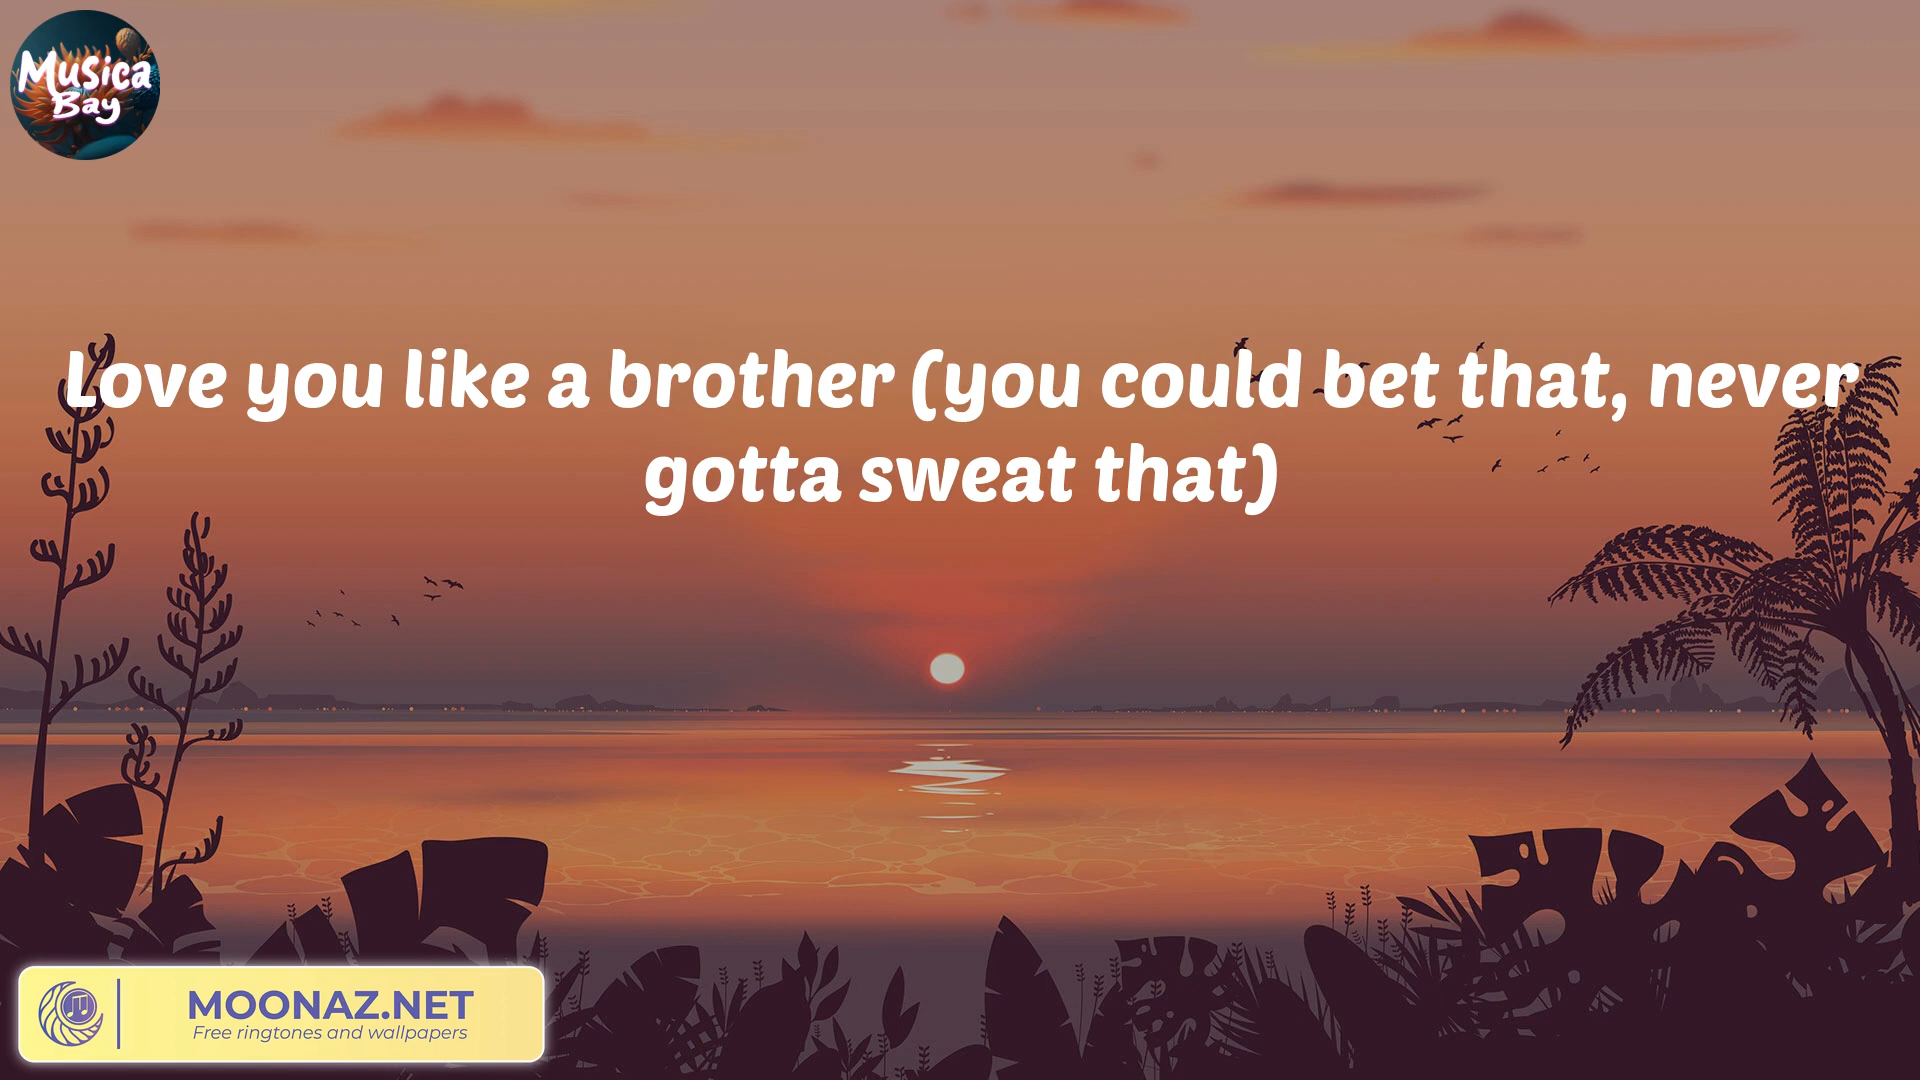 Musica
Bay
Love you like a brother (you could bet that, never
gotta sweat that)
MOONAZ.NET
Free ringtones and wallpapers